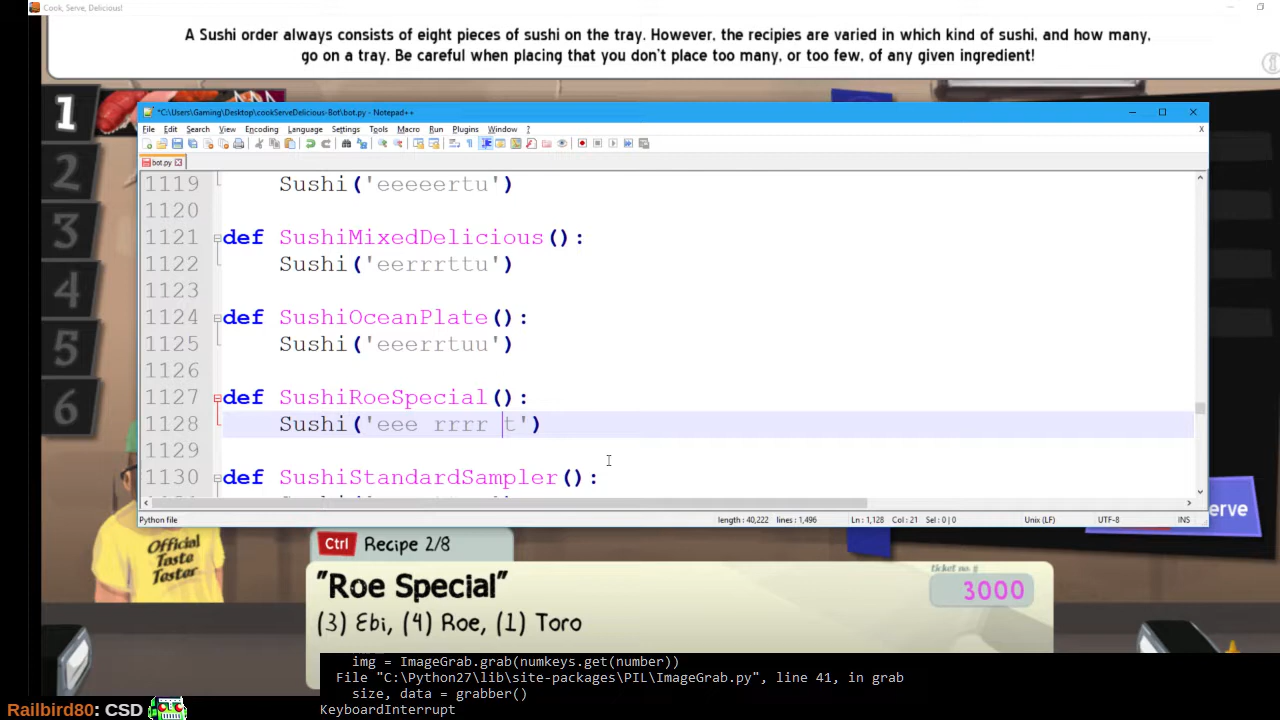 Cook, Serve, Delicious!
A Sushi order always consists of eight pieces of sushi on the tray. However, the recipies are varied in which kind of sushi, and how many,
go on a tray. Be careful when placing that you don't place too many, or too few, of any given ingredient!
1
2
3
4
5
6
*C:\Users\Gaming\Desktop\cookServeDelicious-Bot\bot.py - Notepad++
File Edit Search View Encoding Language Settings Tools Macro Run Plugins Window ?
X
bot.py
1119 Sushi('eeeeertu')
1120
1121 def SushiMixedDelicious():
1122 Sushi('eerrrttu')
1123
1124 def SushiOceanPlate():
1125 Sushi('eeerrtuu')
1126
1127 def SushiRoeSpecial():
1128 Sushi('eee rrrr t')
1129
1130 def SushiStandardSampler():
Python file length: 40,222 lines: 1,496 Ln: 1,128 Col: 21 Sel: 0 | 0 Unix (LF) UTF-8 INS
erve
Official
Taste
Tester
Ctrl Recipe 2/8
"Roe Special"
(3) Ebi, (4) Roe, (1) Toro
ticket no.
3000
img = ImageGrab.grab(numkeys.get(number))
File "C:\Python27\lib\site-packages\PIL\ImageGrab.py", line 41, in grab
size, data = grabber()
KeyboardInterrupt
Railbird80: CSD